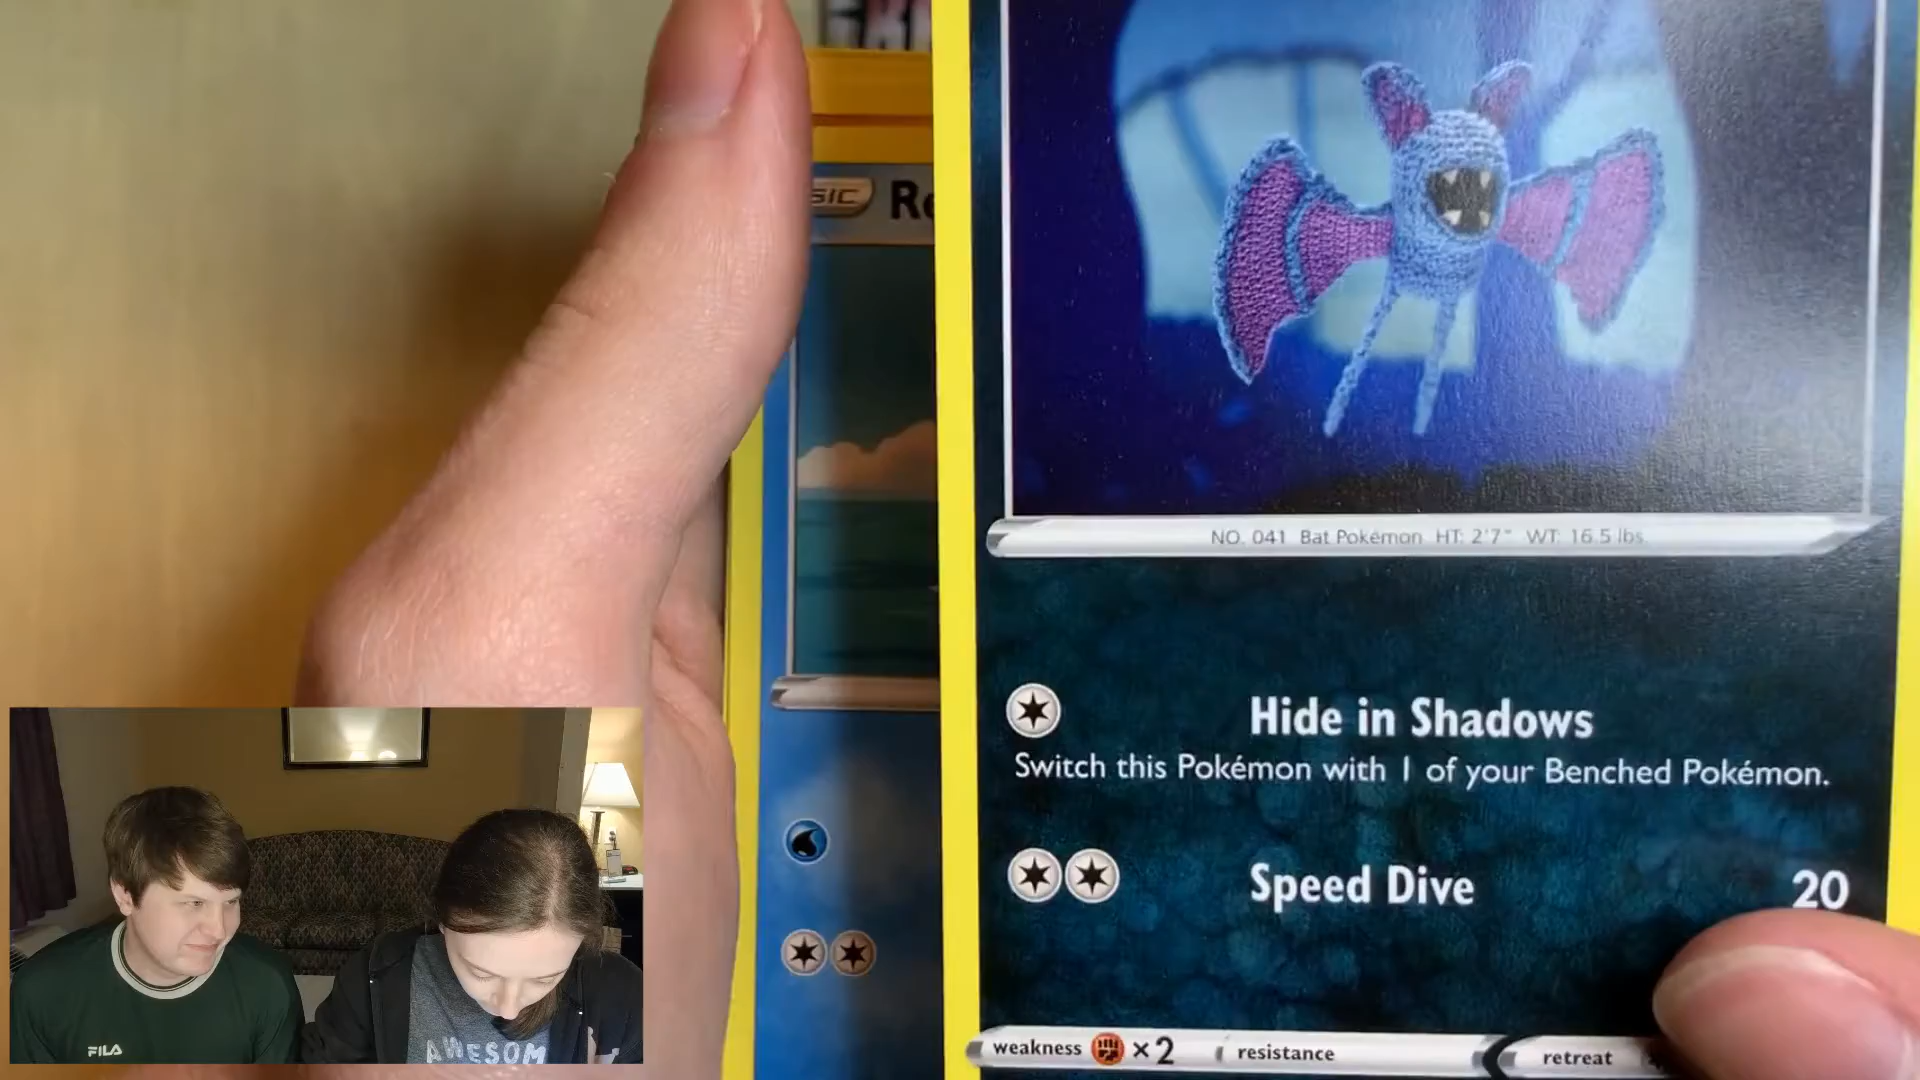 SIC Re
NO. 041 Bat Pokémon HT: 2'7" WT: 16.5 lbs.
Hide in Shadows
Switch this Pokémon with 1 of your Benched Pokémon.
Speed Dive 20
weakness ×2 resistance retreat
FILA
AWESOM